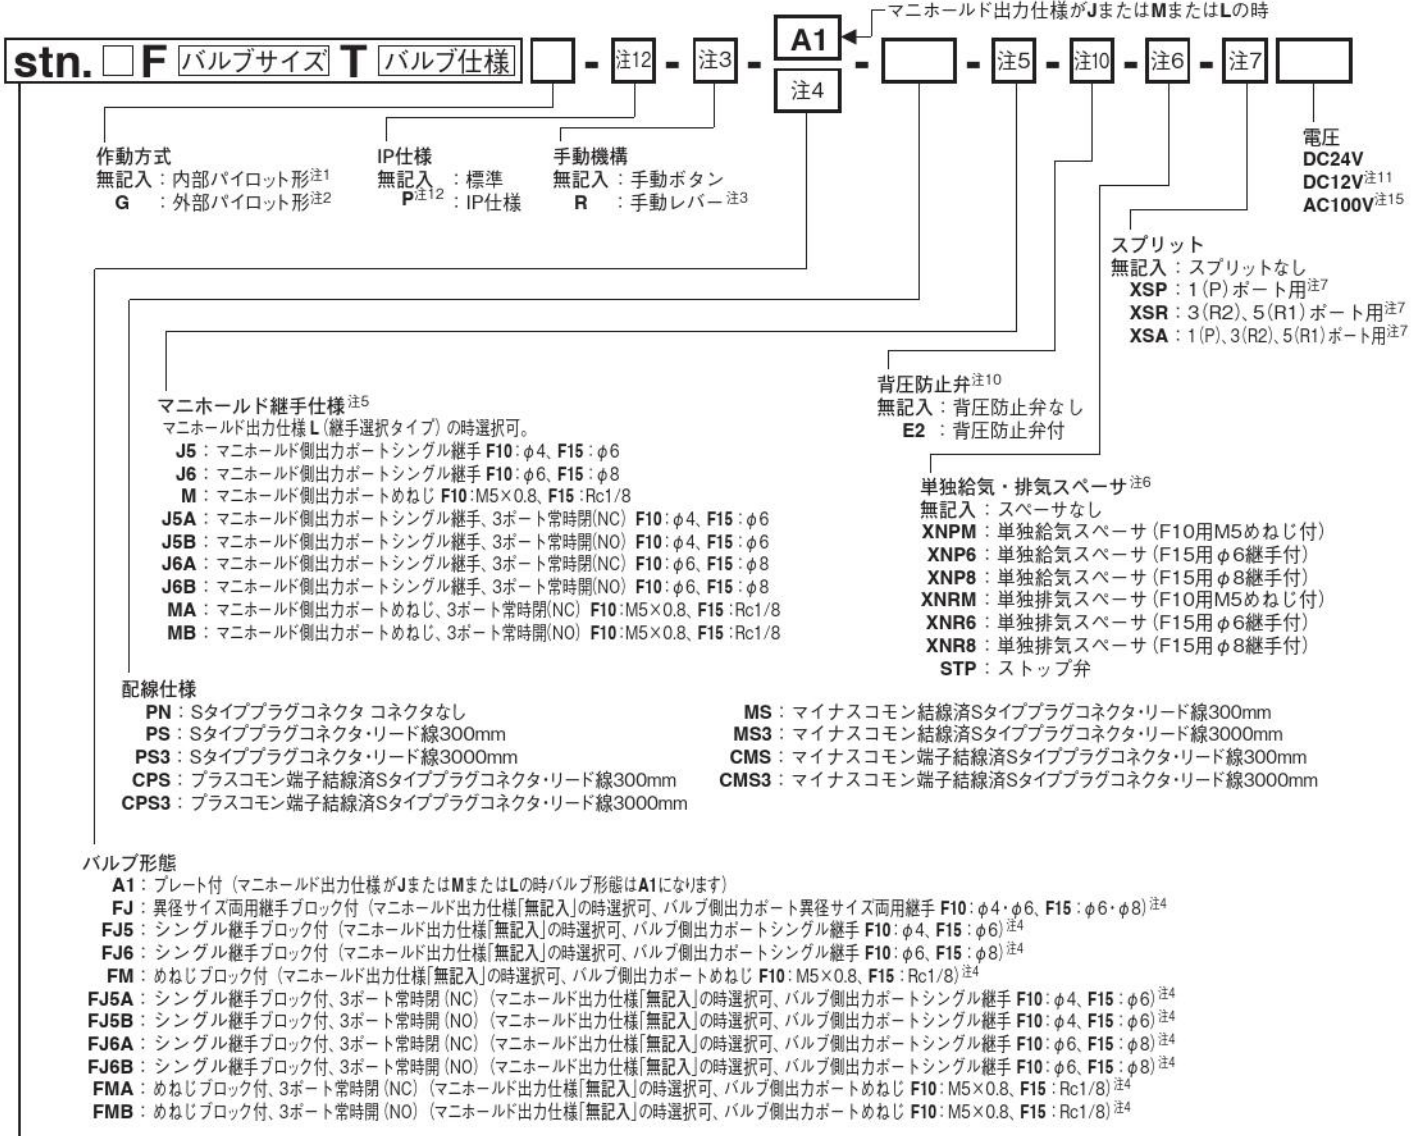 マニホールド出力仕様がJまたはMまたはLの時
stn. □ F バルブサイズ T バルブ仕様 □ - 注12 - 注3 - A1 - □ - 注5 - 注10 - 注6 - 注7 □
注4
作動方式
無記入：内部パイロット形注1
G ：外部パイロット形注2
IP仕様
無記入 ：標準
P注12：IP仕様
手動機構
無記入：手動ボタン
R ：手動レバー注3
電圧
DC24V
DC12V注11
AC100V注15
スプリット
無記入：スプリットなし
XSP：1(P)ポート用注7
XSR：3(R2)、5(R1)ポート用注7
XSA：1(P)、3(R2)、5(R1)ポート用注7
背圧防止弁注10
無記入：背圧防止弁なし
E2 ：背圧防止弁付
マニホールド継手仕様注5
マニホールド出力仕様L（継手選択タイプ）の時選択可。
J5：マニホールド側出力ポートシングル継手 F10：φ4、F15：φ6
J6：マニホールド側出力ポートシングル継手 F10：φ6、F15：φ8
M：マニホールド側出力ポートめねじ F10：M5×0.8、F15：Rc1/8
J5A：マニホールド側出力ポートシングル継手、3ポート常時閉(NC) F10：φ4、F15：φ6
J5B：マニホールド側出力ポートシングル継手、3ポート常時開(NO) F10：φ4、F15：φ6
J6A：マニホールド側出力ポートシングル継手、3ポート常時閉(NC) F10：φ6、F15：φ8
J6B：マニホールド側出力ポートシングル継手、3ポート常時開(NO) F10：φ6、F15：φ8
MA：マニホールド側出力ポートめねじ、3ポート常時閉(NC) F10：M5×0.8、F15：Rc1/8
MB：マニホールド側出力ポートめねじ、3ポート常時開(NO) F10：M5×0.8、F15：Rc1/8
単独給気・排気スペーサ注6
無記入：スペーサなし
XNPM：単独給気スペーサ（F10用M5めねじ付）
XNP6：単独給気スペーサ（F15用φ6継手付）
XNP8：単独給気スペーサ（F15用φ8継手付）
XNRM：単独排気スペーサ（F10用M5めねじ付）
XNR6：単独排気スペーサ（F15用φ6継手付）
XNR8：単独排気スペーサ（F15用φ8継手付）
STP：ストップ弁
配線仕様
PN：Sタイププラグコネクタ コネクタなし
PS：Sタイププラグコネクタ・リード線300mm
PS3：Sタイププラグコネクタ・リード線3000mm
CPS：プラスコモン端子結線済Sタイププラグコネクタ・リード線300mm
CPS3：プラスコモン端子結線済Sタイププラグコネクタ・リード線3000mm
MS：マイナスコモン結線済Sタイププラグコネクタ・リード線300mm
MS3：マイナスコモン結線済Sタイププラグコネクタ・リード線3000mm
CMS：マイナスコモン端子結線済Sタイププラグコネクタ・リード線300mm
CMS3：マイナスコモン端子結線済Sタイププラグコネクタ・リード線3000mm
バルブ形態
A1：プレート付（マニホールド出力仕様がJまたはMまたはLの時バルブ形態はA1になります）
FJ：異径サイズ両用継手ブロック付（マニホールド出力仕様「無記入」の時選択可、バルブ側出力ポート異径サイズ両用継手 F10：φ4・φ6、F15：φ6・φ8）注4
FJ5：シングル継手ブロック付（マニホールド出力仕様「無記入」の時選択可、バルブ側出力ポートシングル継手 F10：φ4、F15：φ6）注4
FJ6：シングル継手ブロック付（マニホールド出力仕様「無記入」の時選択可、バルブ側出力ポートシングル継手 F10：φ6、F15：φ8）注4
FM：めねじブロック付（マニホールド出力仕様「無記入」の時選択可、バルブ側出力ポートめねじ F10：M5×0.8、F15：Rc1/8）注4
FJ5A：シングル継手ブロック付、3ポート常時閉（NC）（マニホールド出力仕様「無記入」の時選択可、バルブ側出力ポートシングル継手 F10：φ4、F15：φ6）注4
FJ5B：シングル継手ブロック付、3ポート常時開（NO）（マニホールド出力仕様「無記入」の時選択可、バルブ側出力ポートシングル継手 F10：φ4、F15：φ6）注4
FJ6A：シングル継手ブロック付、3ポート常時閉（NC）（マニホールド出力仕様「無記入」の時選択可、バルブ側出力ポートシングル継手 F10：φ6、F15：φ8）注4
FJ6B：シングル継手ブロック付、3ポート常時開（NO）（マニホールド出力仕様「無記入」の時選択可、バルブ側出力ポートシングル継手 F10：φ6、F15：φ8）注4
FMA：めねじブロック付、3ポート常時閉（NC）（マニホールド出力仕様「無記入」の時選択可、バルブ側出力ポートめねじ F10：M5×0.8、F15：Rc1/8）注4
FMB：めねじブロック付、3ポート常時開（NO）（マニホールド出力仕様「無記入」の時選択可、バルブ側出力ポートめねじ F10：M5×0.8、F15：Rc1/8）注4